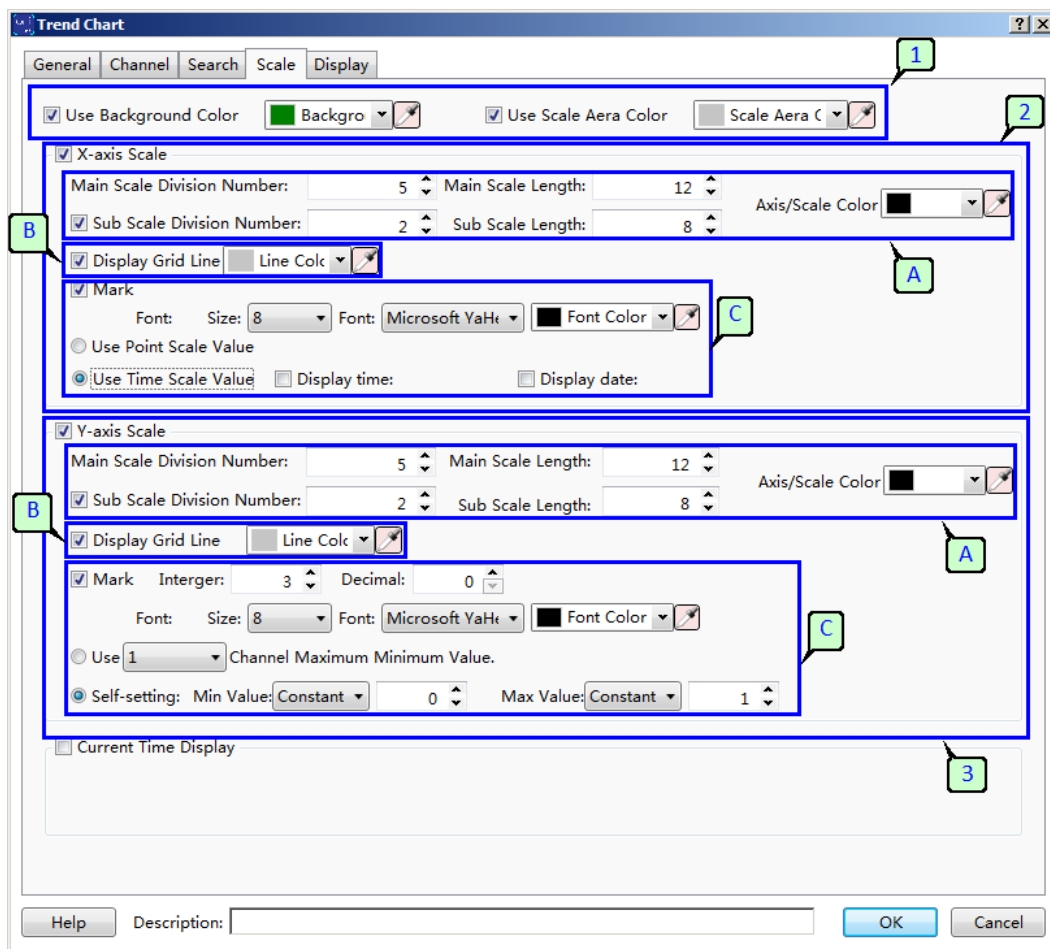 Trend Chart
General Channel Search Scale Display
1
Use Background Color Backgro Use Scale Aera Color Scale Aera C
2
X-axis Scale
Main Scale Division Number: 5 Main Scale Length: 12
Axis/Scale Color
Sub Scale Division Number: 2 Sub Scale Length: 8
B
Display Grid Line Line Colc
A
Mark
C
Font: Size: 8 Font: Microsoft YaHe Font Color
Use Point Scale Value
Use Time Scale Value Display time: Display date:
Y-axis Scale
Main Scale Division Number: 5 Main Scale Length: 12
Axis/Scale Color
Sub Scale Division Number: 2 Sub Scale Length: 8
B
Display Grid Line Line Colc
A
Mark Interger: 3 Decimal: 0
Font: Size: 8 Font: Microsoft YaHe Font Color
C
Use 1 Channel Maximum Minimum Value.
Self-setting: Min Value: Constant 0 Max Value: Constant 1
Current Time Display
3
Help Description: OK Cancel